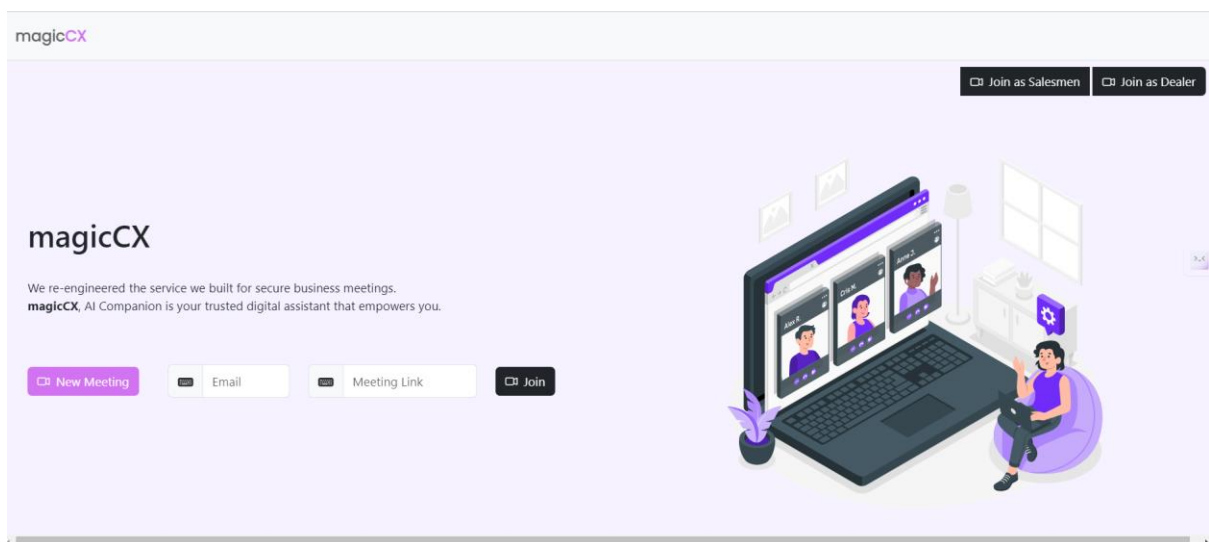 magicCX
Join as Salesmen
Join as Dealer
magicCX
We re-engineered the service we built for secure business meetings.
magicCX, AI Companion is your trusted digital assistant that empowers you.
New Meeting
Email
Meeting Link
Join
Alex R.
Cris M.
Anne J.